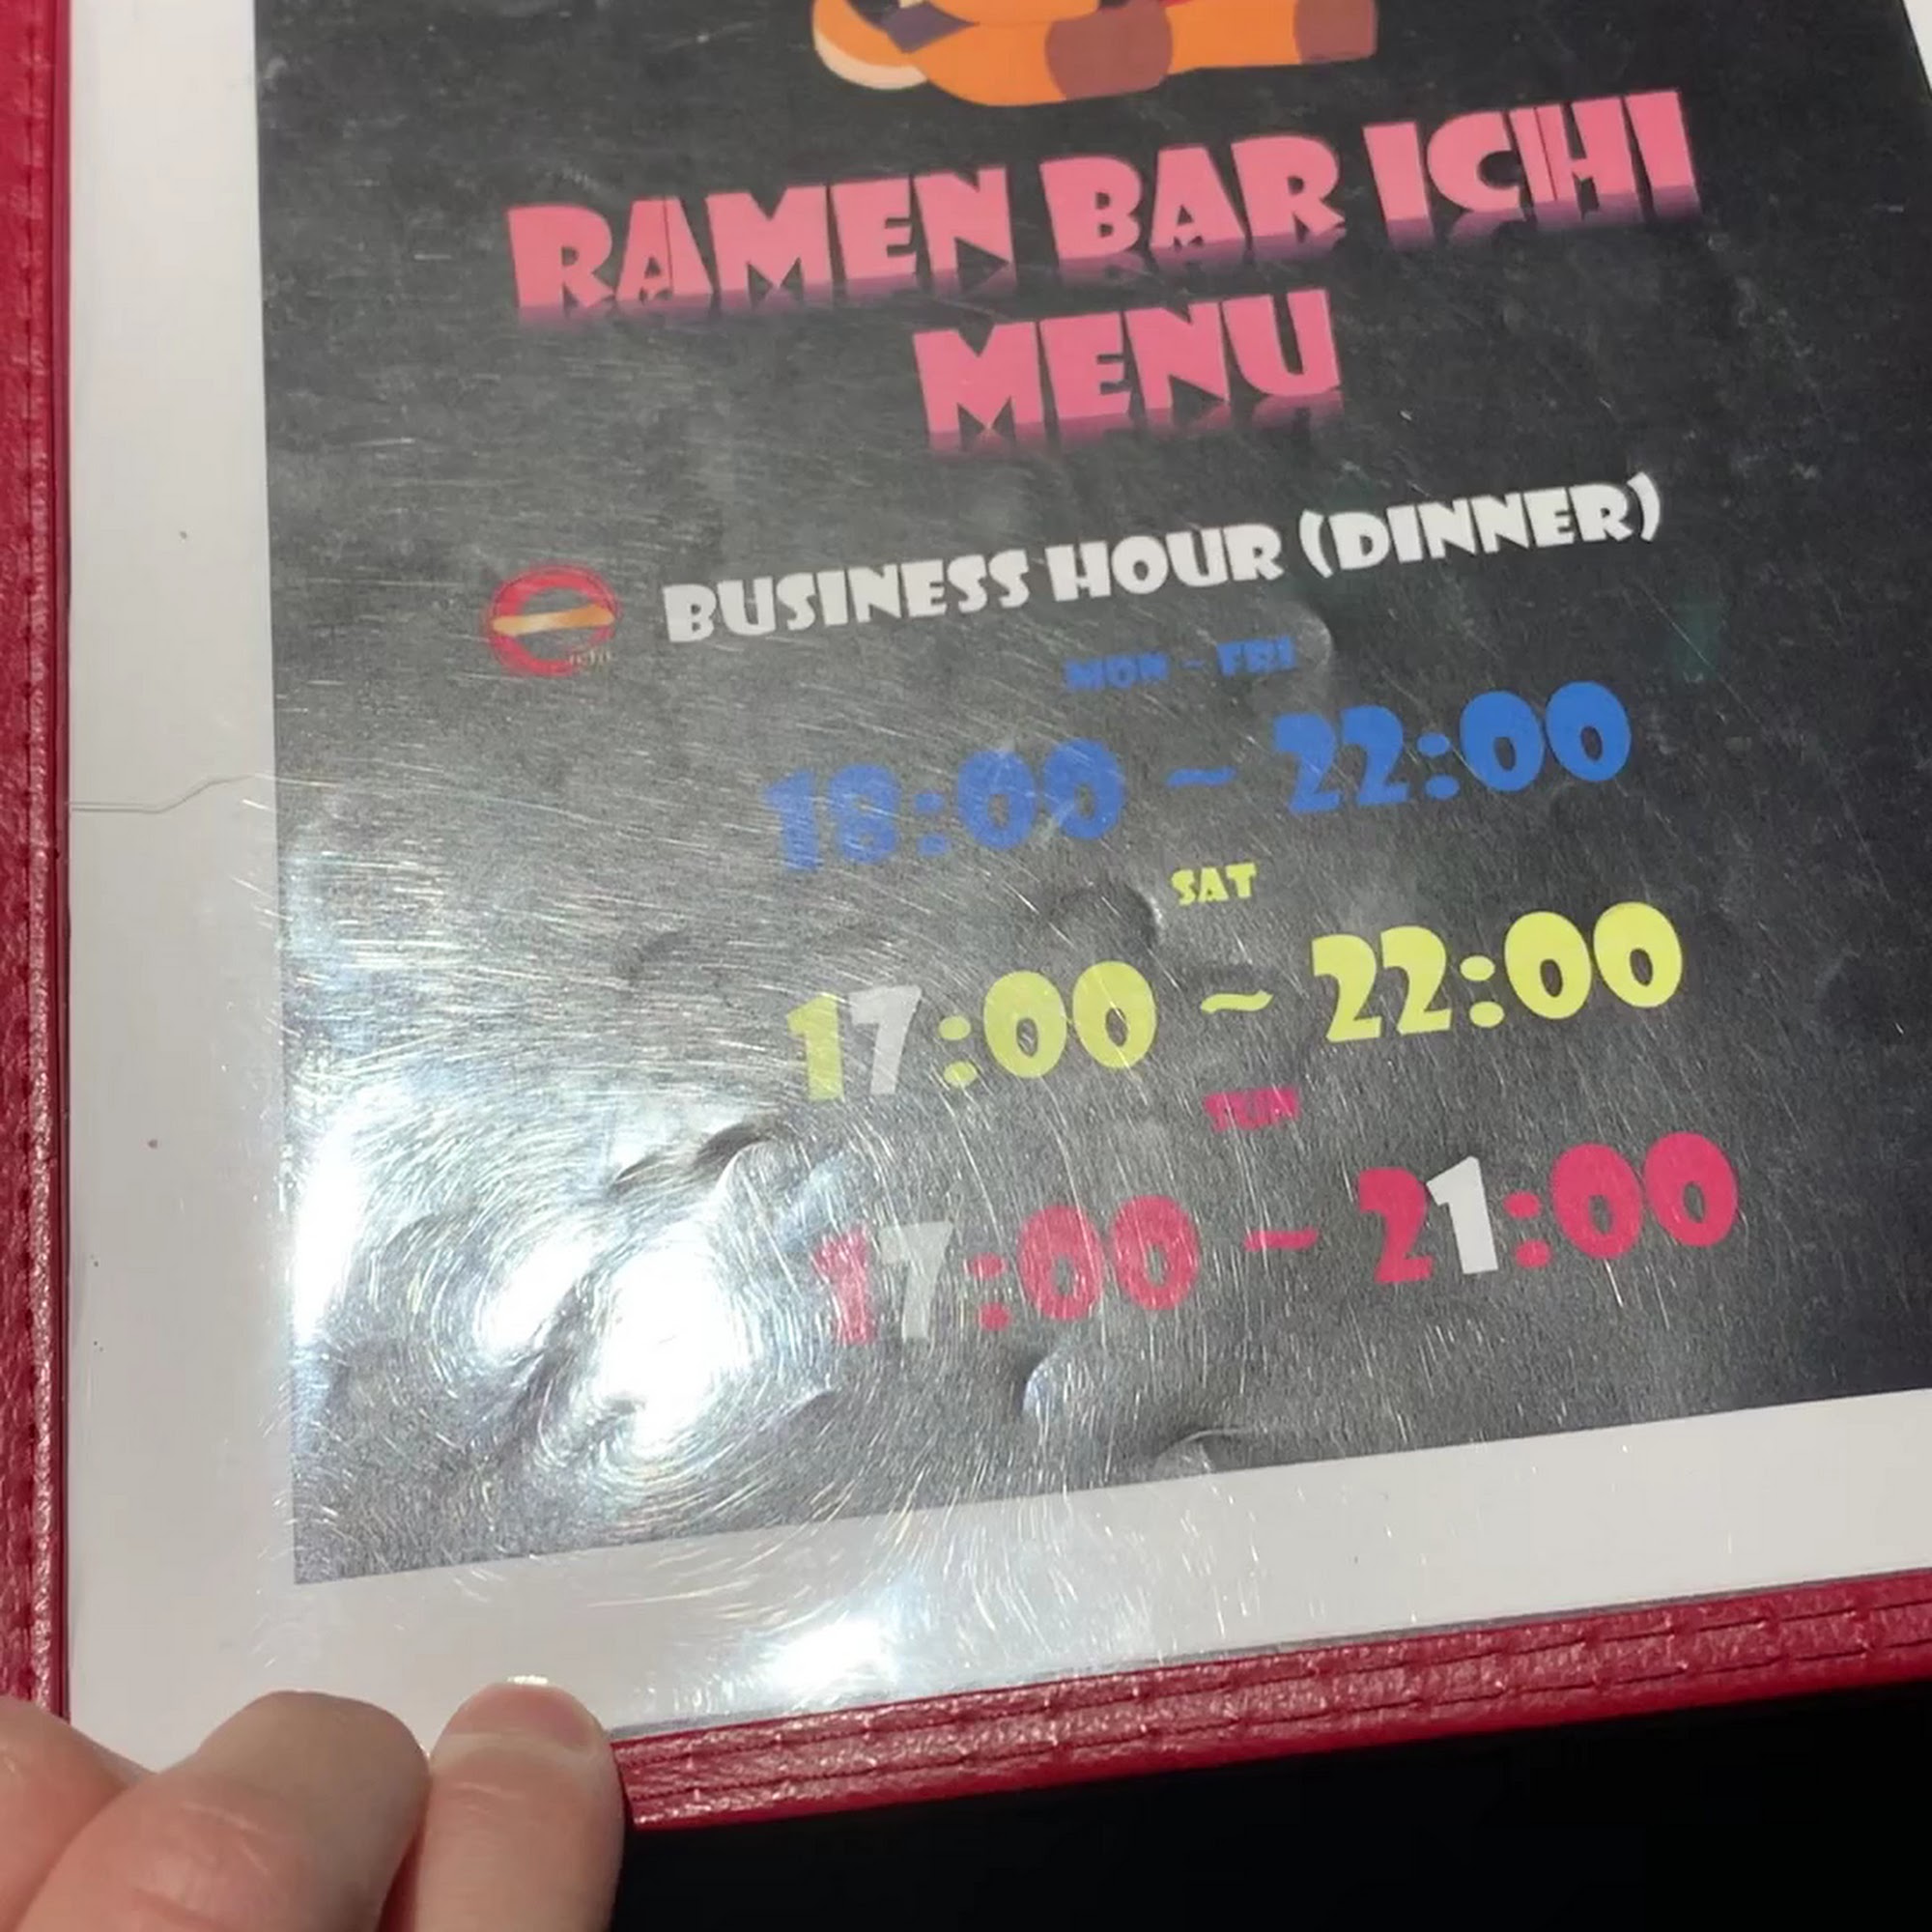 RAMEN BAR ICHI
MENU
BUSINESS HOUR (DINNER)
ichi
MON ~ FRI
18:00 ~ 22:00
SAT
17:00 ~ 22:00
SUN
17:00 ~ 21:00